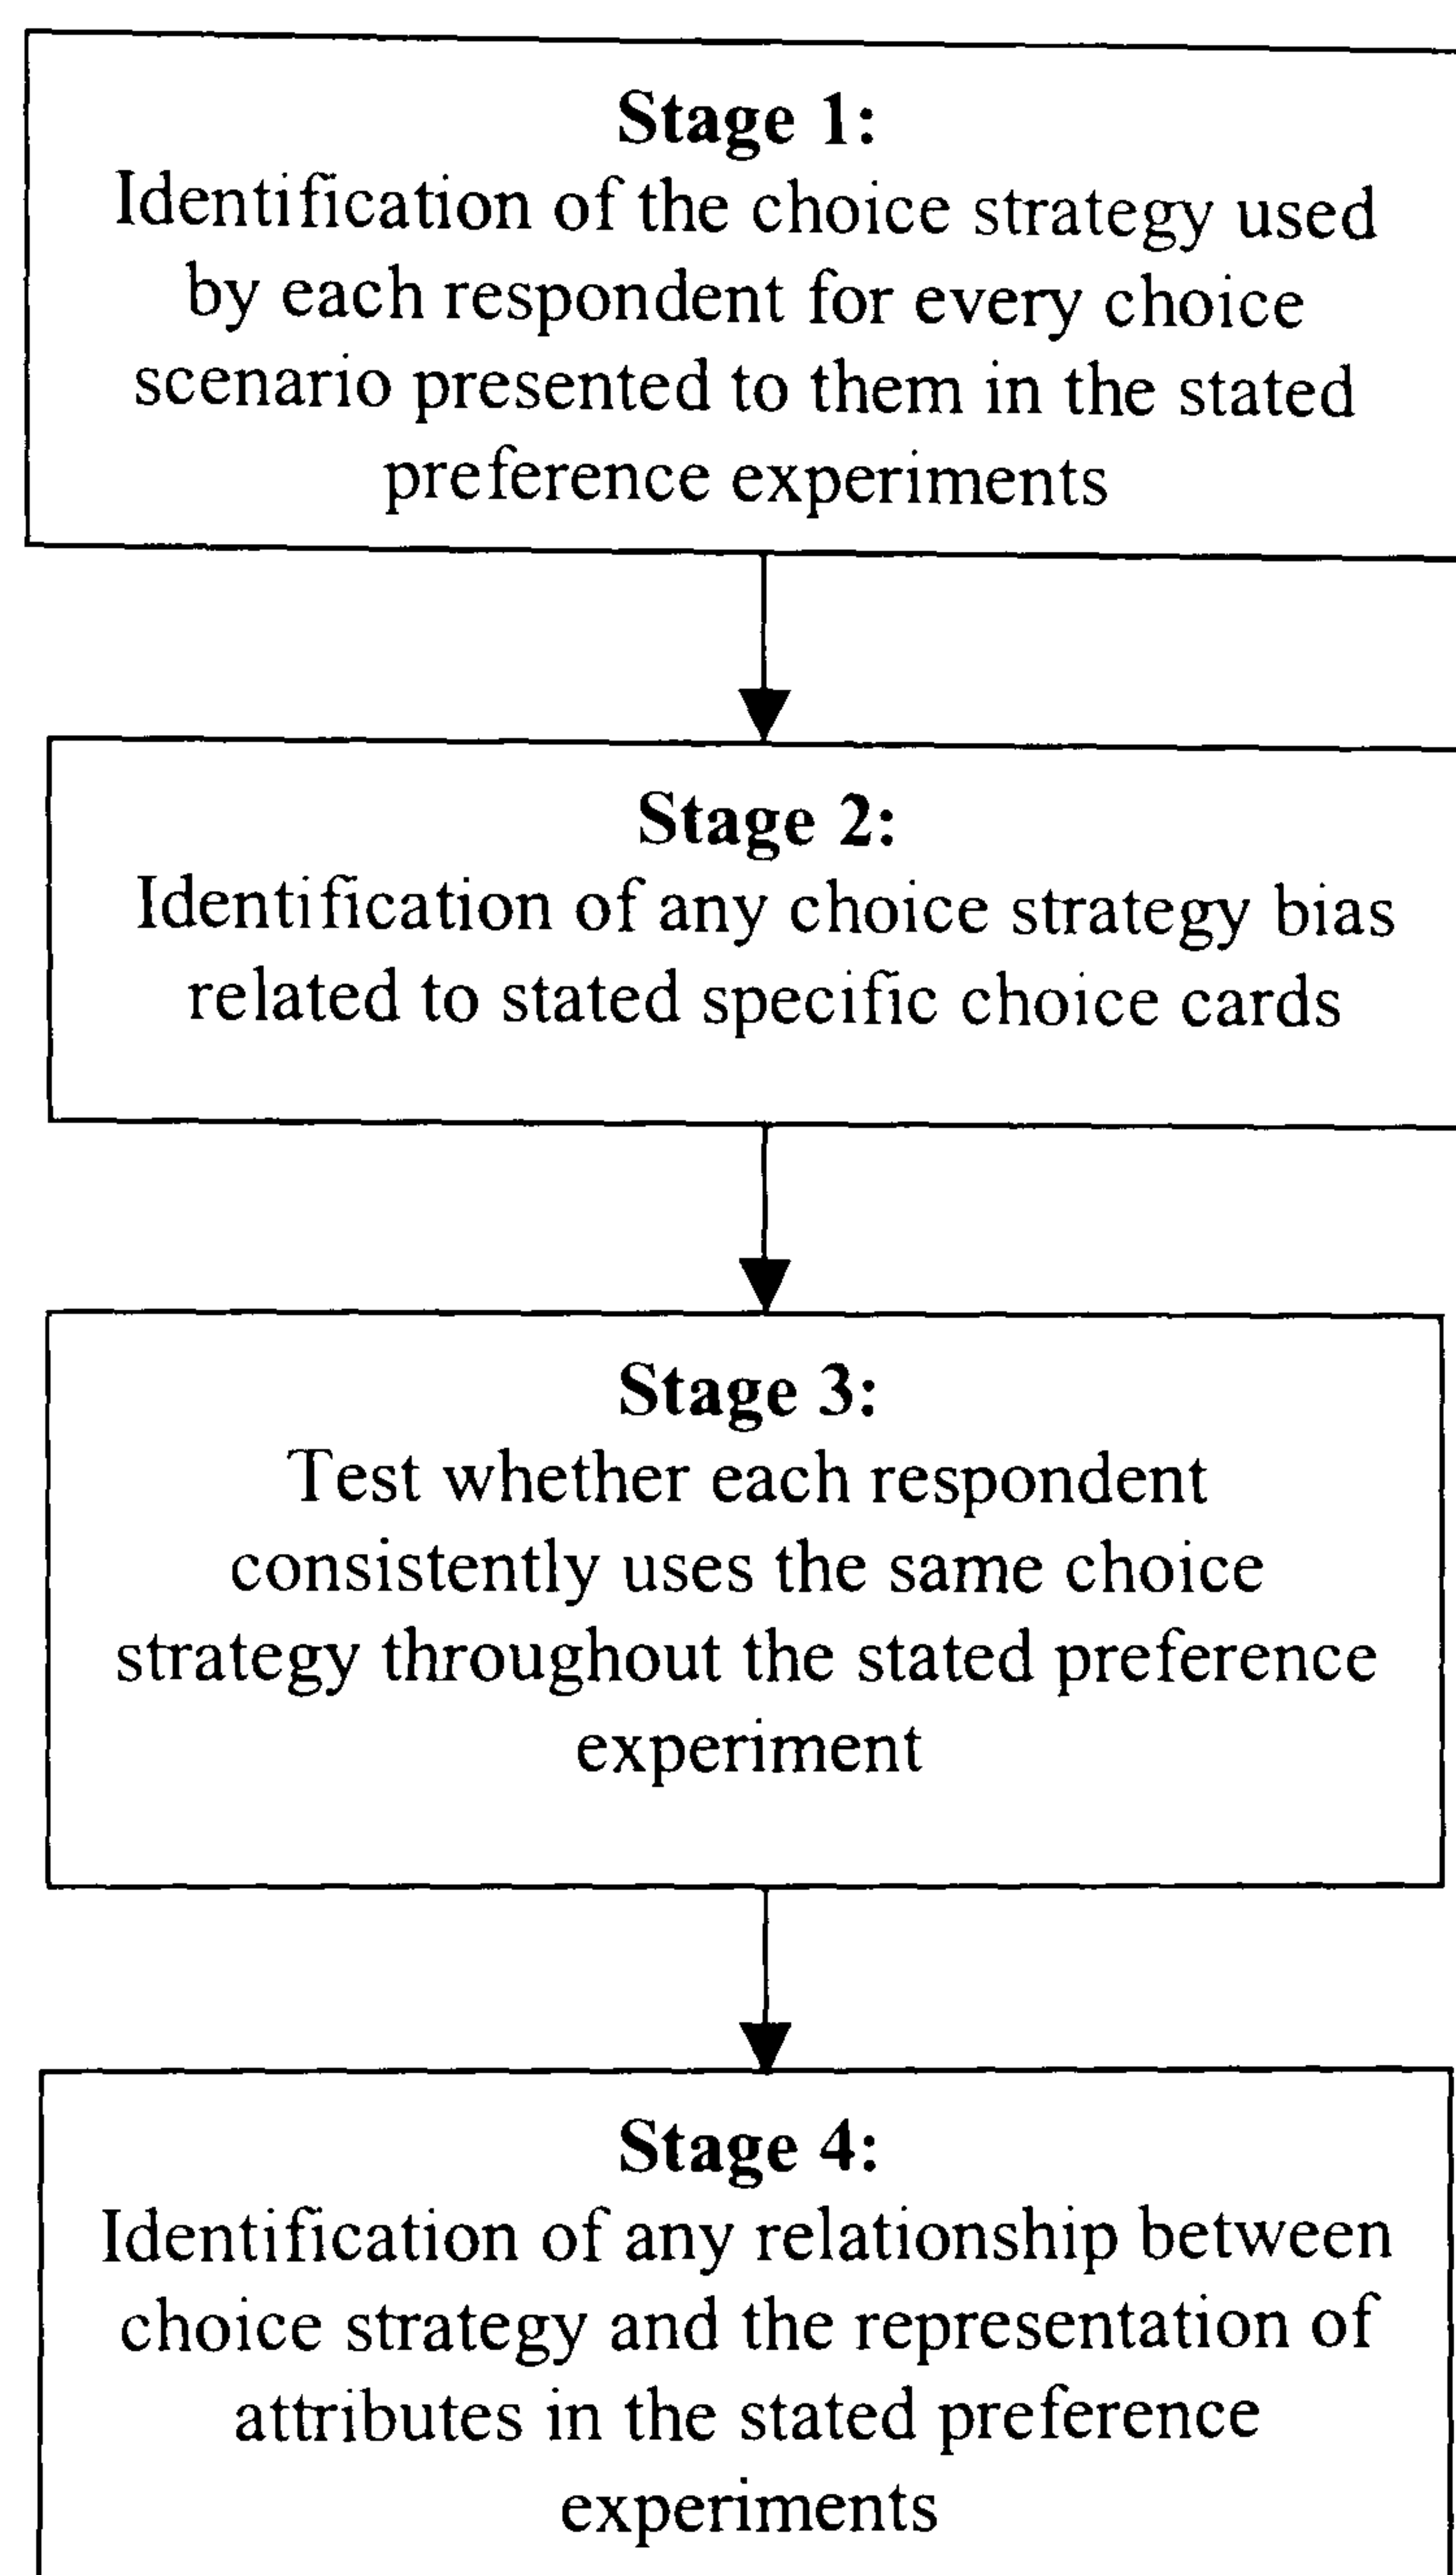 Stage 1:
Identification of the choice strategy used
by each respondent for every choice
scenario presented to them in the stated
preference experiments
Stage 2:
Identification of any choice strategy bias
related to stated specific choice cards
Stage 3:
Test whether each respondent
consistently uses the same choice
strategy throughout the stated preference
experiment
Stage 4:
Identification of any relationship between
choice strategy and the representation of
attributes in the stated preference
experiments